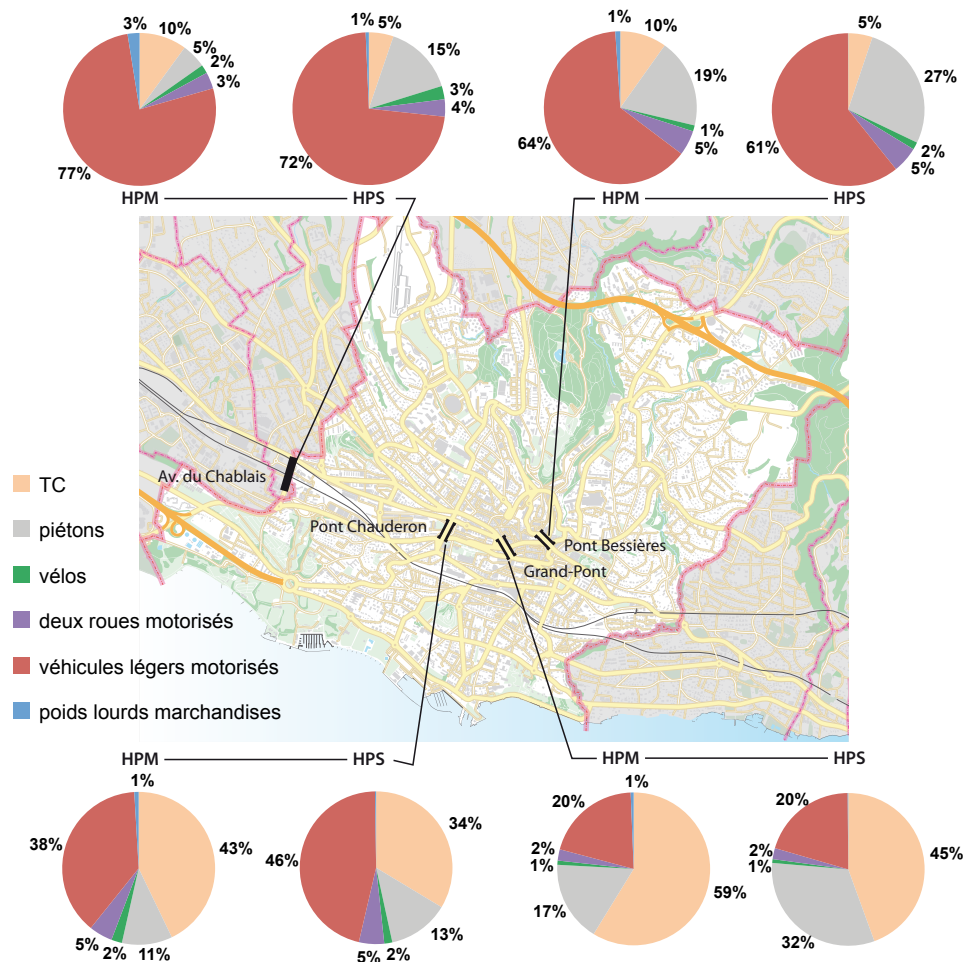 3%
10%
5%
2%
3%
77%
1%
5%
15%
3%
4%
72%
1%
10%
19%
1%
5%
64%
5%
27%
2%
5%
61%
HPM
HPS
HPM
HPS
Av. du Chablais
Pont Chauderon
Pont Bessières
Grand-Pont
TC
piétons
vélos
deux roues motorisés
véhicules légers motorisés
poids lourds marchandises
HPM
HPS
HPM
HPS
1%
43%
11%
2%
5%
38%
34%
13%
2%
5%
46%
1%
59%
17%
1%
2%
20%
45%
32%
1%
2%
20%